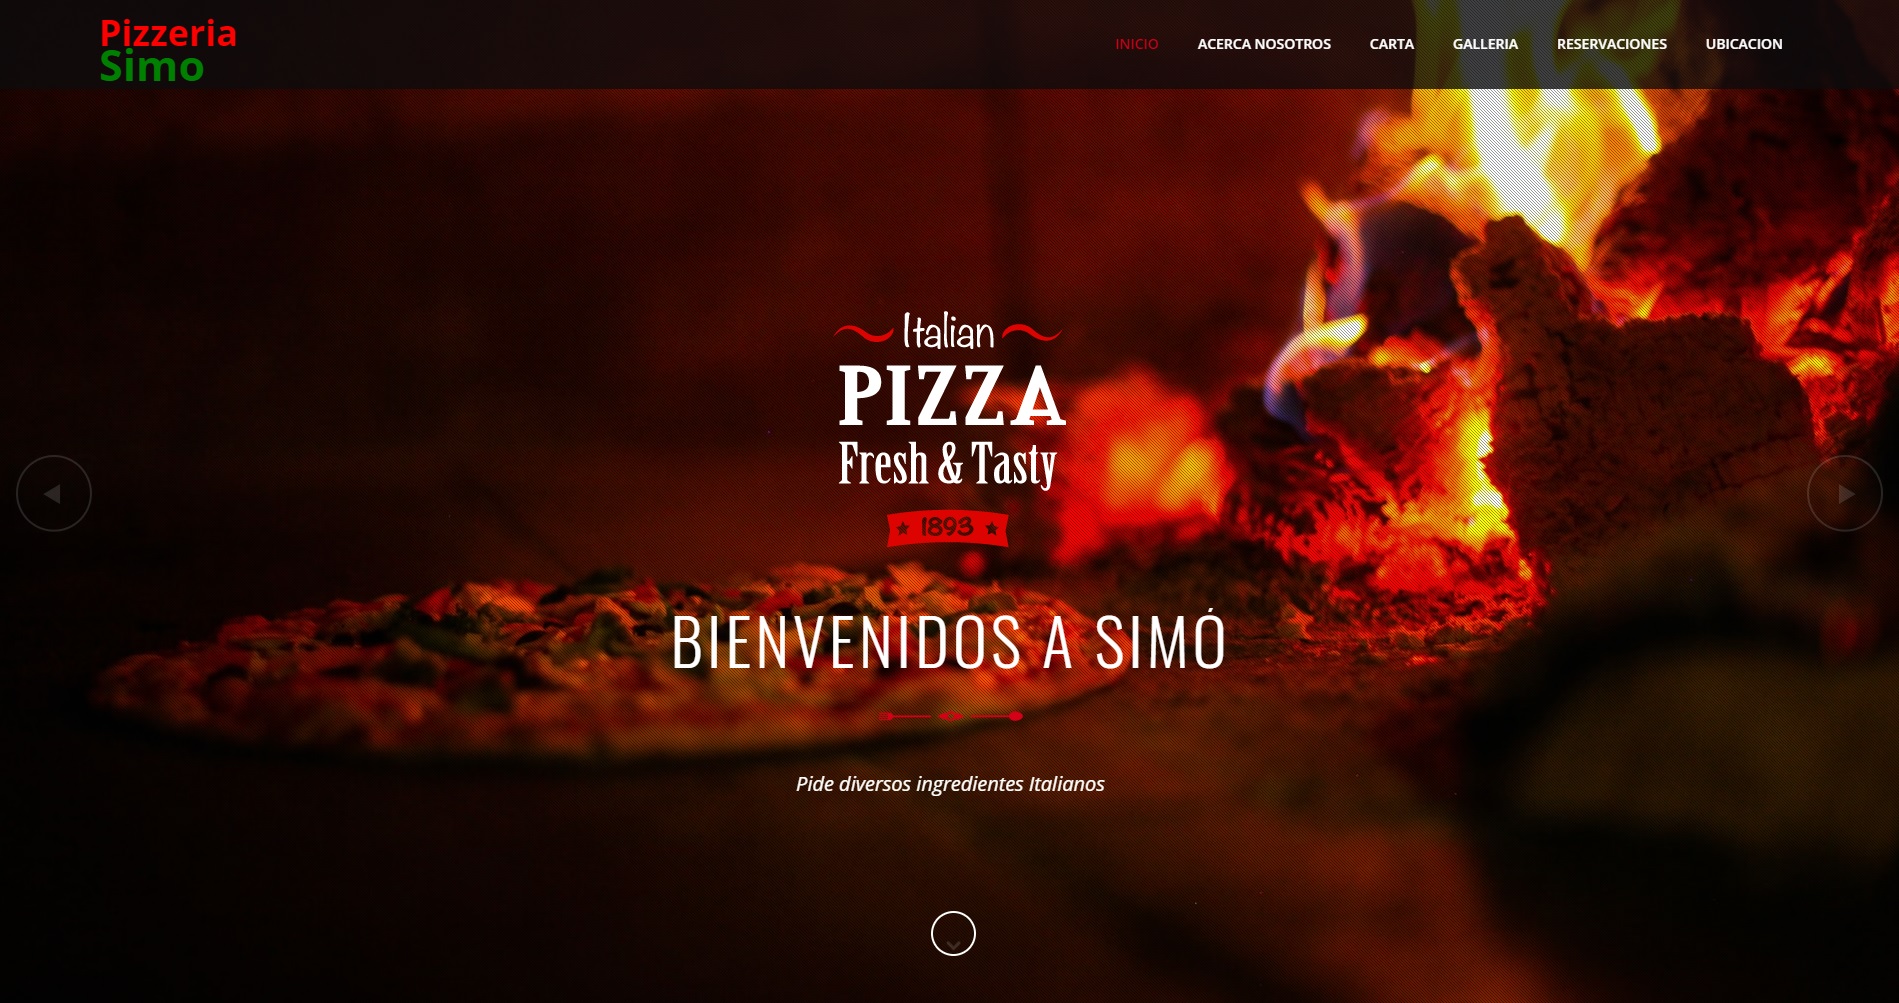 Pizzeria
Simo
INICIO ACERCA NOSOTROS CARTA GALLERIA RESERVACIONES UBICACION
Italian
PIZZA
Fresh & Tasty
1893
BIENVENIDOS A SIMÓ
Pide diversos ingredientes Italianos